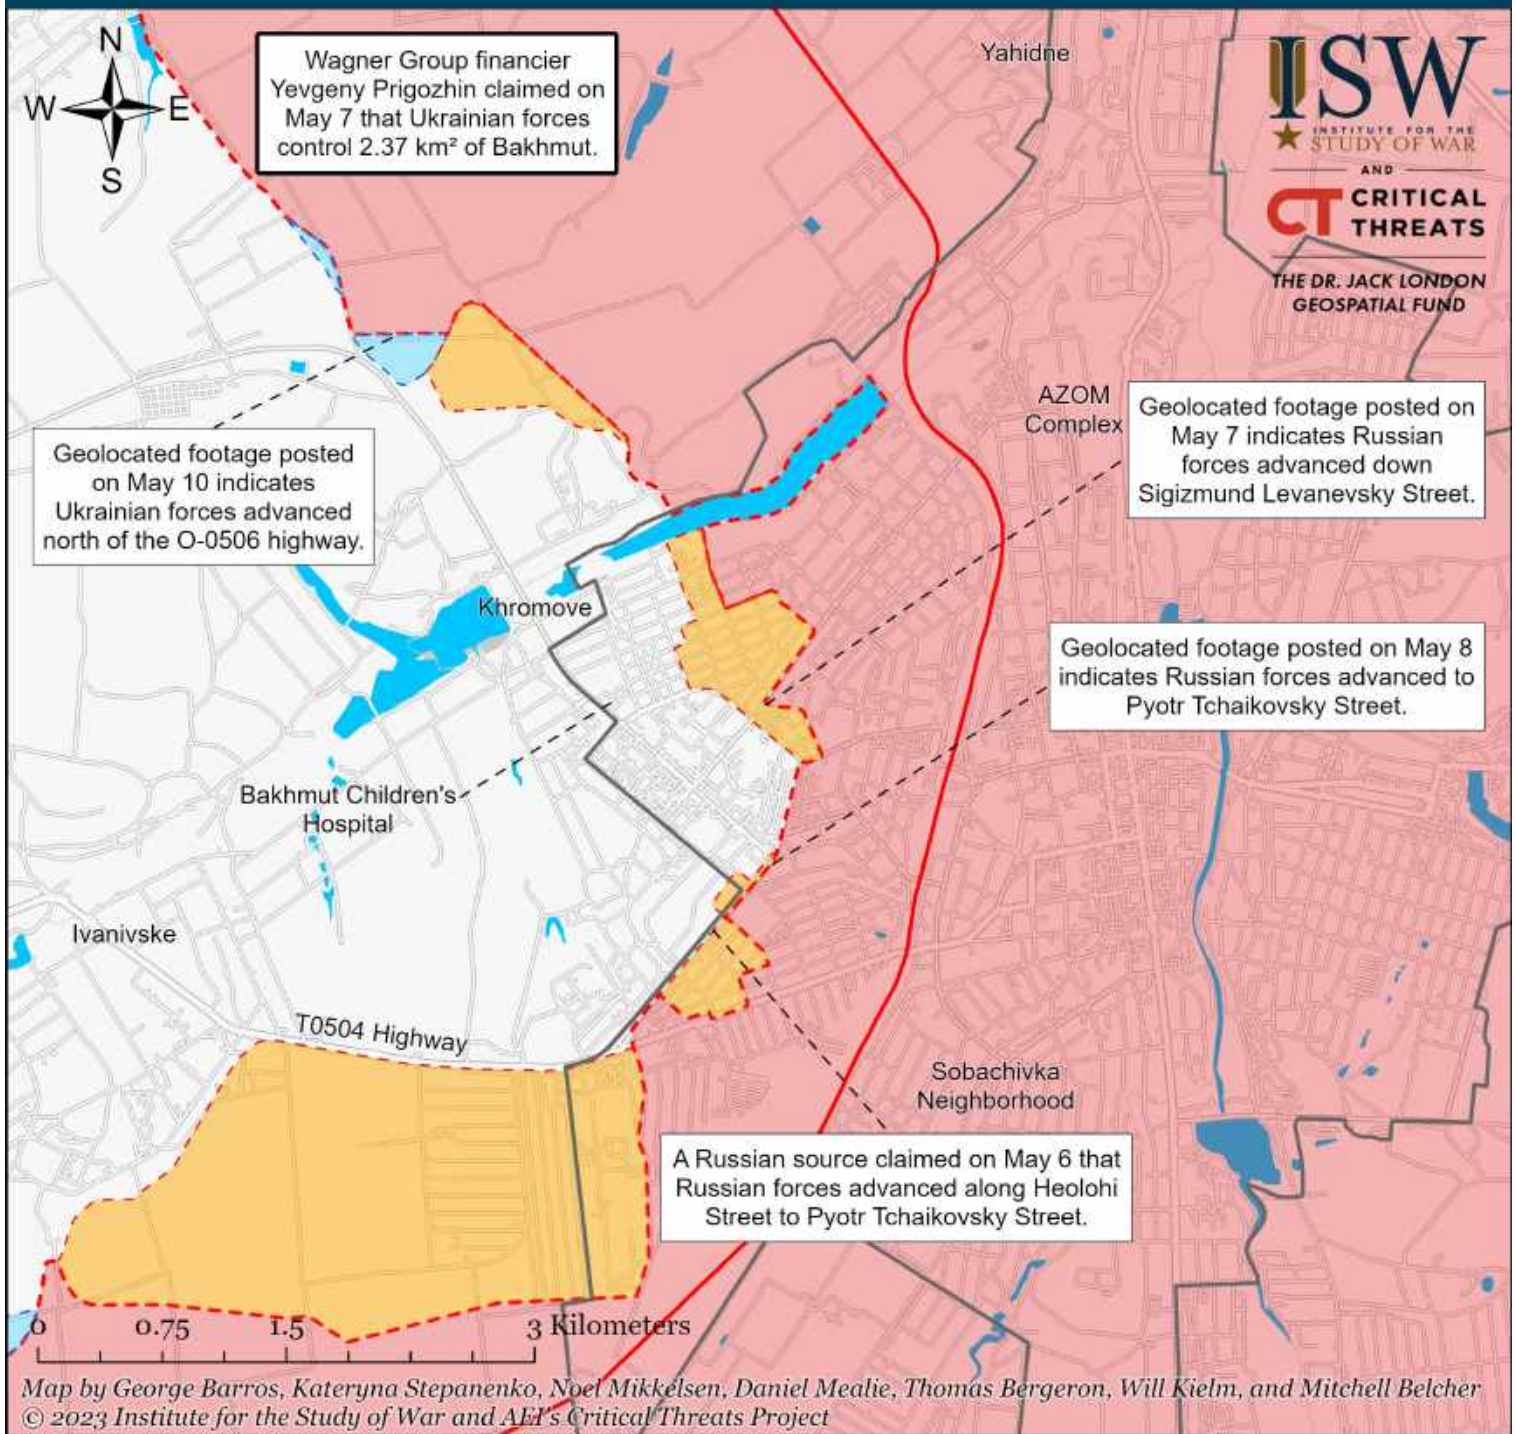 N
W
E
S
Wagner Group financier
Yevgeny Prigozhin claimed on
May 7 that Ukrainian forces
control 2.37 km² of Bakhmut.
Yahidne
ISW
INSTITUTE FOR THE
STUDY OF WAR
AND
CT CRITICAL
THREATS
THE DR. JACK LONDON
GEOSPATIAL FUND
AZOM
Complex
Geolocated footage posted on
May 7 indicates Russian
forces advanced down
Sigizmund Levanevsky Street.
Geolocated footage posted
on May 10 indicates
Ukrainian forces advanced
north of the O-0506 highway.
Khromove
Geolocated footage posted on May 8
indicates Russian forces advanced to
Pyotr Tchaikovsky Street.
Bakhmut Children's
Hospital
Ivanivske
T0504 Highway
Sobachivka
Neighborhood
A Russian source claimed on May 6 that
Russian forces advanced along Heolohi
Street to Pyotr Tchaikovsky Street.
0 0.75 1.5 3 Kilometers
Map by George Barros, Kateryna Stepanenko, Noel Mikkelsen, Daniel Mealie, Thomas Bergeron, Will Kielm, and Mitchell Belcher
© 2023 Institute for the Study of War and AEI's Critical Threats Project